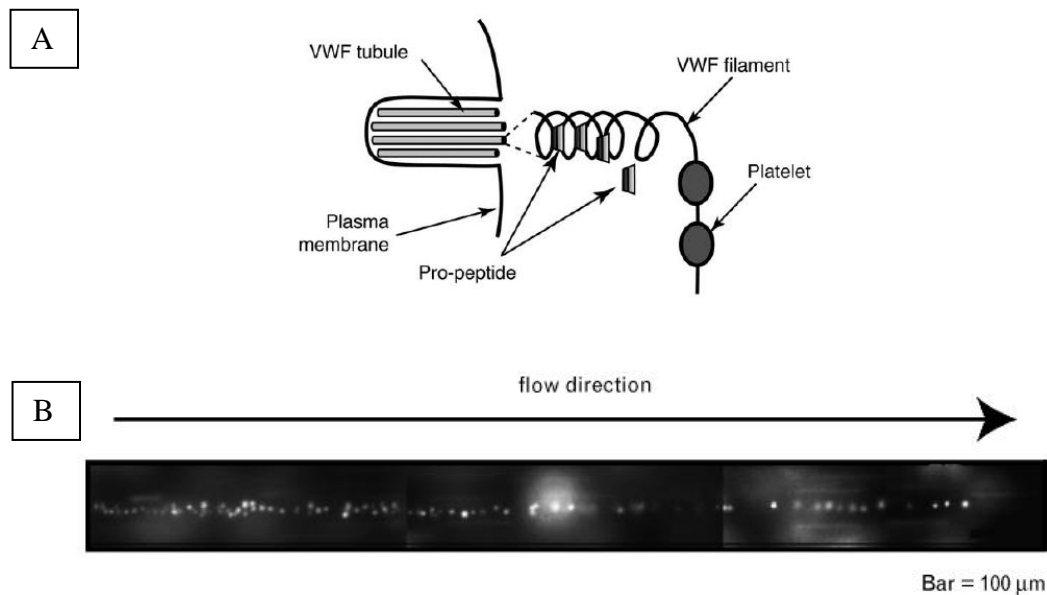 A
VWF tubule
VWF filament
Platelet
Plasma
membrane
Pro-peptide
B
flow direction
Bar = 100 μm